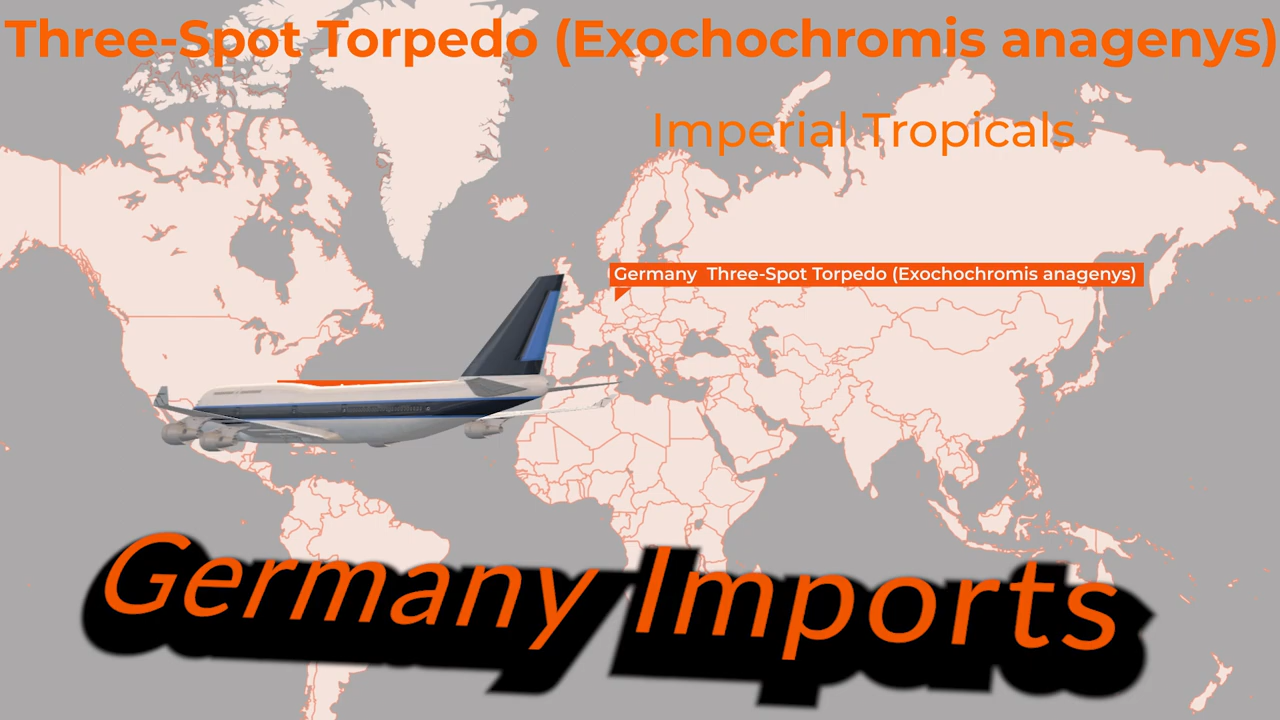 Three-Spot Torpedo (Exochochromis anagenys)
Imperial Tropicals
Germany Three-Spot Torpedo (Exochochromis anagenys)
Germany Imports